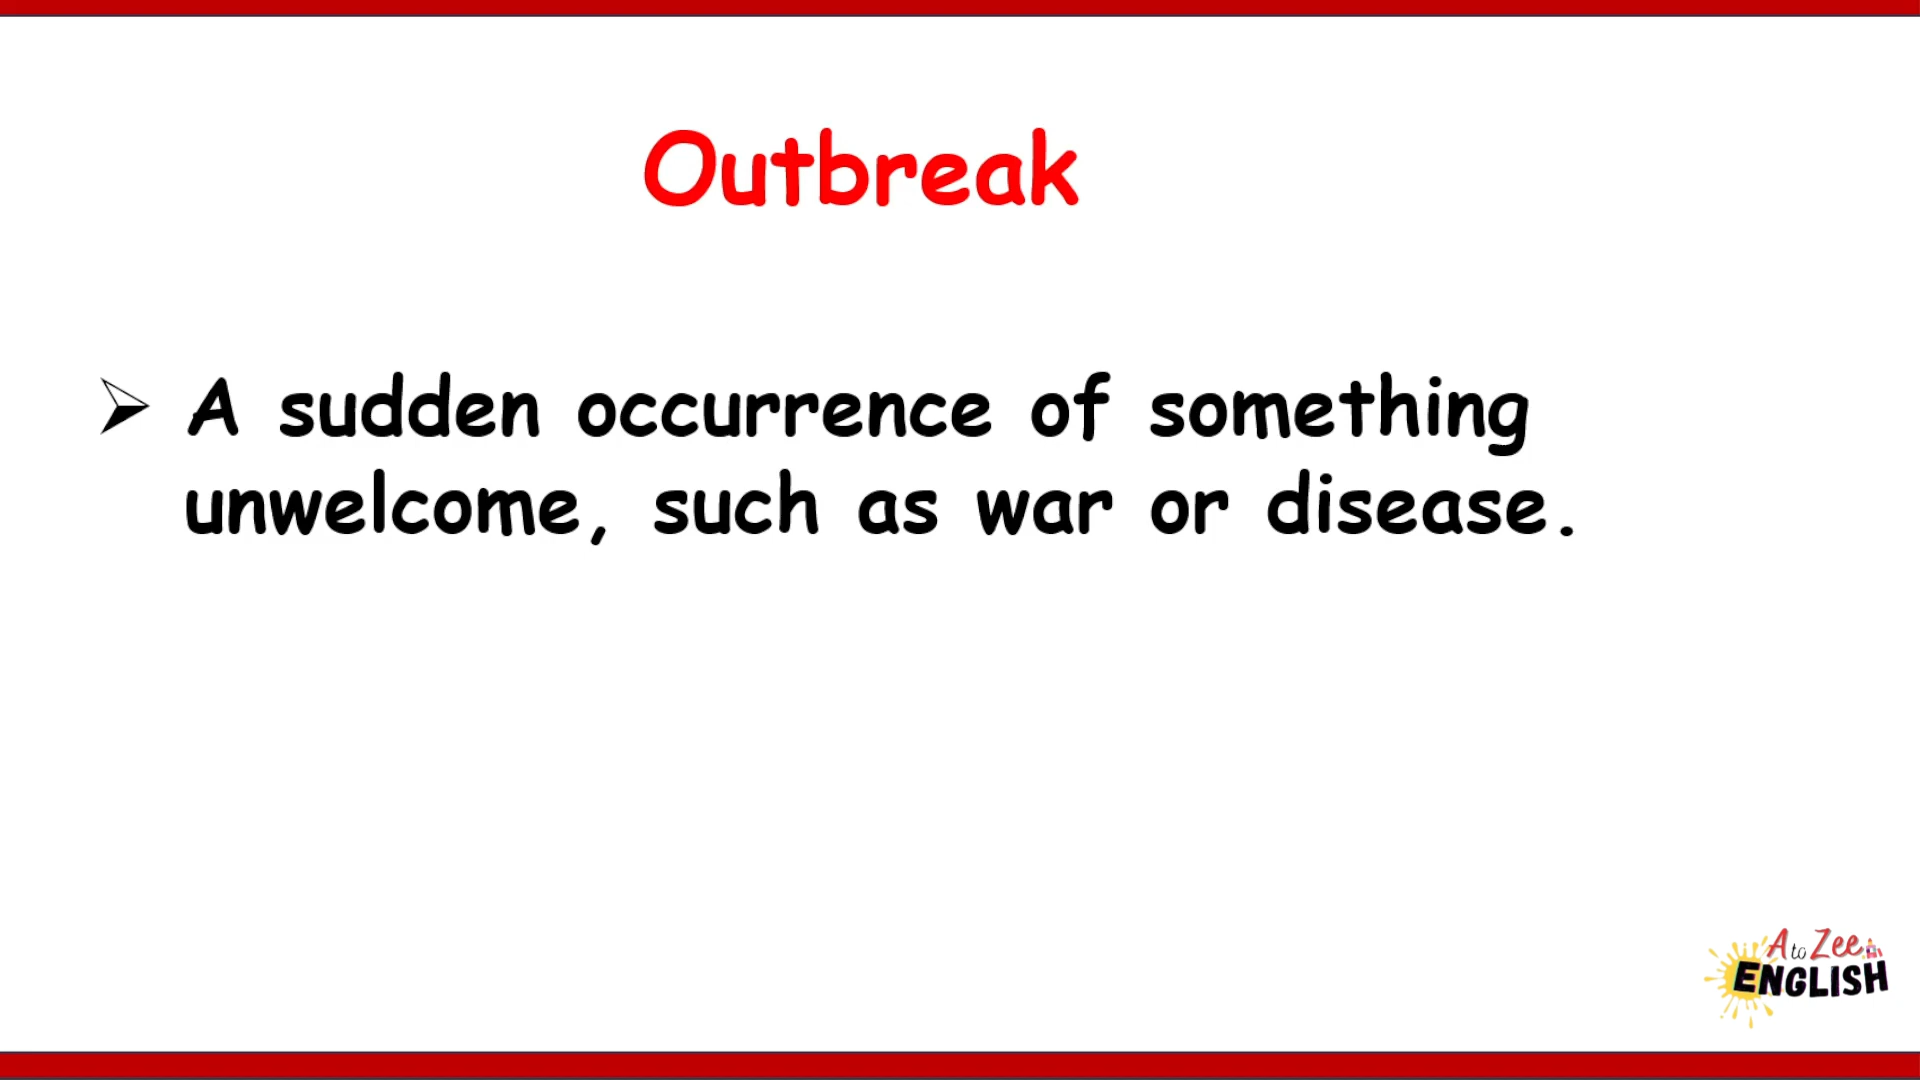 Outbreak
➢ A sudden occurrence of something
unwelcome, such as war or disease.
A to Zee
ENGLISH